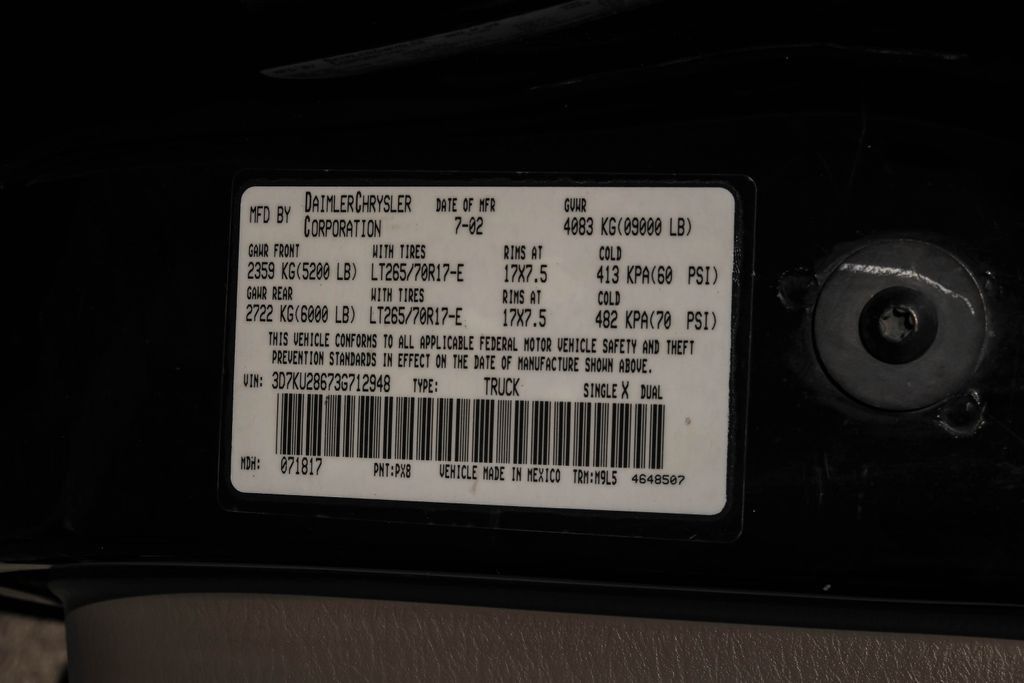 MFD BY DAIMLERCHRYSLER CORPORATION DATE OF MFR 7-02 GVWR 4083 KG(09000 LB)
GAWR FRONT WITH TIRES RIMS AT COLD
2359 KG(5200 LB) LT265/70R17-E 17X7.5 413 KPA(60 PSI)
GAWR REAR WITH TIRES RIMS AT COLD
2722 KG(6000 LB) LT265/70R17-E 17X7.5 482 KPA(70 PSI)
THIS VEHICLE CONFORMS TO ALL APPLICABLE FEDERAL MOTOR VEHICLE SAFETY AND THEFT
PREVENTION STANDARDS IN EFFECT ON THE DATE OF MANUFACTURE SHOWN ABOVE.
VIN: 3D7KU28673G712948 TYPE: TRUCK SINGLE X DUAL
MDH: 071817 PNT:PX8 VEHICLE MADE IN MEXICO TRM:M9L5 4648507